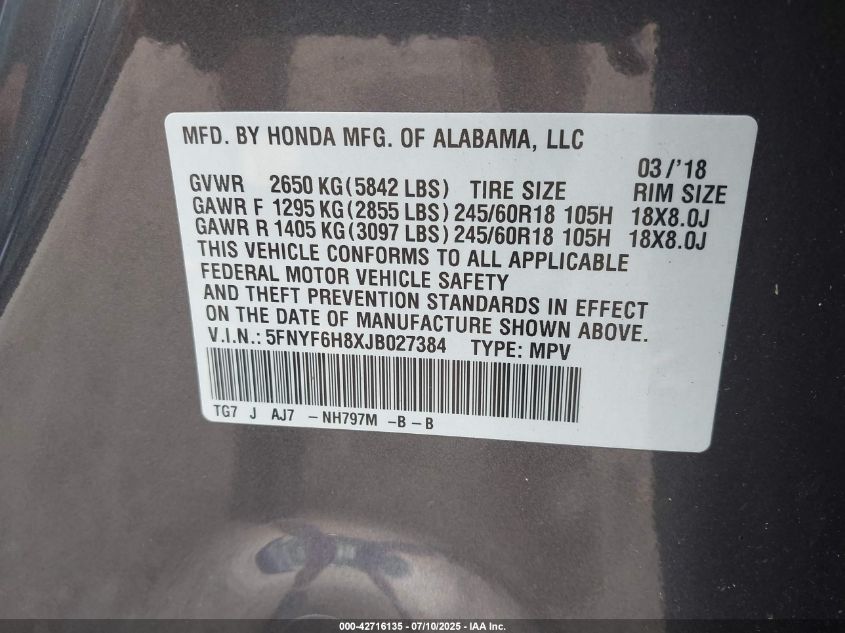 MFD. BY HONDA MFG. OF ALABAMA, LLC
03/'18
GVWR 2650 KG(5842 LBS) TIRE SIZE RIM SIZE
GAWR F 1295 KG(2855 LBS)245/60R18 105H 18X8.0J
GAWR R 1405 KG(3097 LBS)245/60R18 105H 18X8.0J
THIS VEHICLE CONFORMS TO ALL APPLICABLE
FEDERAL MOTOR VEHICLE SAFETY
AND THEFT PREVENTION STANDARDS IN EFFECT
ON THE DATE OF MANUFACTURE SHOWN ABOVE.
V.I.N.: 5FNYF6H8XJB027384 TYPE: MPV
TG7 J AJ7 -NH797M -B-B
000-42716135 - 07/10/2025 - IAA Inc.